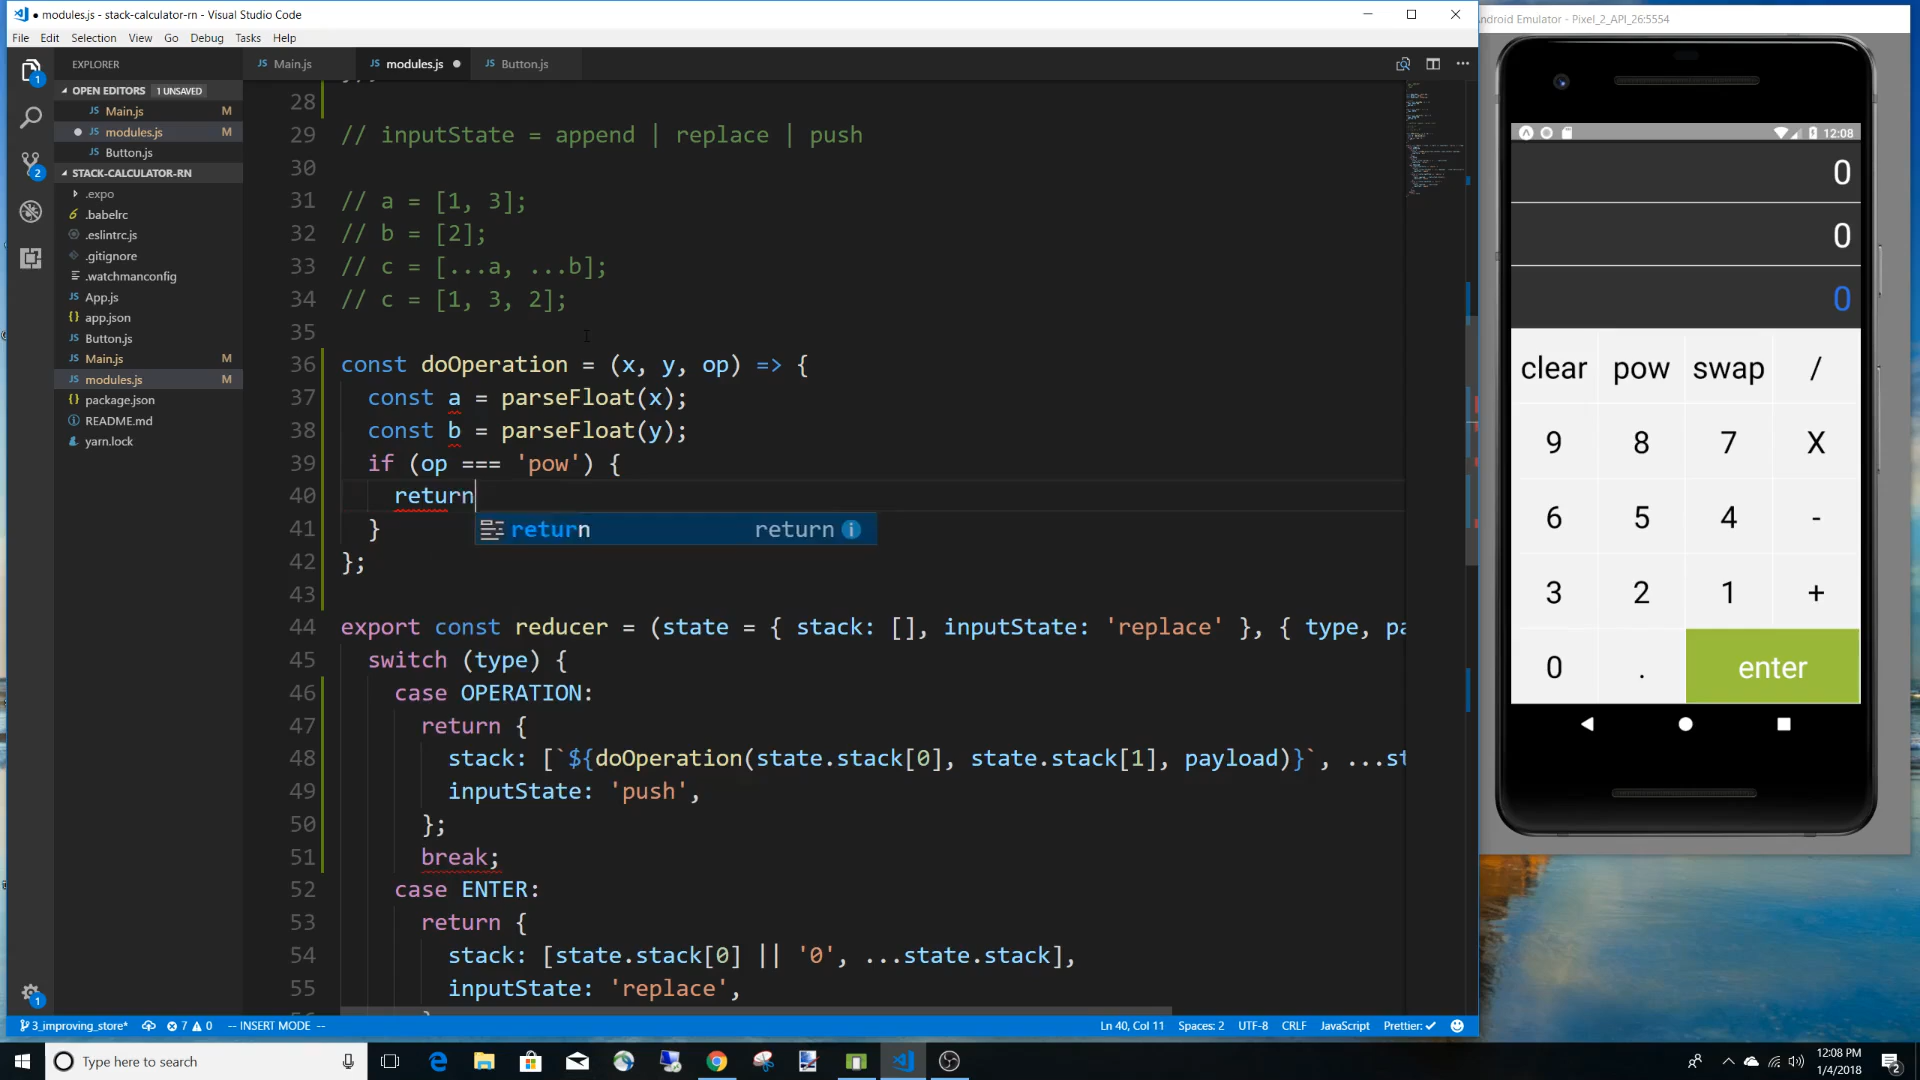 modules.js - stack-calculator-rn - Visual Studio Code
File Edit Selection View Go Debug Tasks Help
EXPLORER
OPEN EDITORS 1 UNSAVED
JS Main.js M
JS modules.js M
JS Button.js
STACK-CALCULATOR-RN
.expo
.babelrc
.eslintrc.js
.gitignore
.watchmanconfig
JS App.js
{} app.json
JS Button.js
JS Main.js M
JS modules.js M
{} package.json
README.md
yarn.lock
JS Main.js JS modules.js JS Button.js
28
29 // inputState = append | replace | push
30
31 // a = [1, 3];
32 // b = [2];
33 // c = [...a, ...b];
34 // c = [1, 3, 2];
35
36 const doOperation = (x, y, op) => {
37 const a = parseFloat(x);
38 const b = parseFloat(y);
39 if (op === 'pow') {
40 return
return return
41 }
42 };
43
44 export const reducer = (state = { stack: [], inputState: 'replace' }, { type, pa
45 switch (type) {
46 case OPERATION:
47 return {
48 stack: [`${doOperation(state.stack[0], state.stack[1], payload)}`, ...st
49 inputState: 'push',
50 };
51 break;
52 case ENTER:
53 return {
54 stack: [state.stack[0] || '0', ...state.stack],
55 inputState: 'replace',
1
2
1
3_improving_store* 7 0 -- INSERT MODE -- Ln 40, Col 11 Spaces: 2 UTF-8 CRLF JavaScript Prettier: ✓
Android Emulator - Pixel_2_API_26:5554
12:08
0
0
0
clear pow swap /
9 8 7 X
6 5 4 -
3 2 1 +
0 . enter
Type here to search
12:08 PM
1/4/2018
2